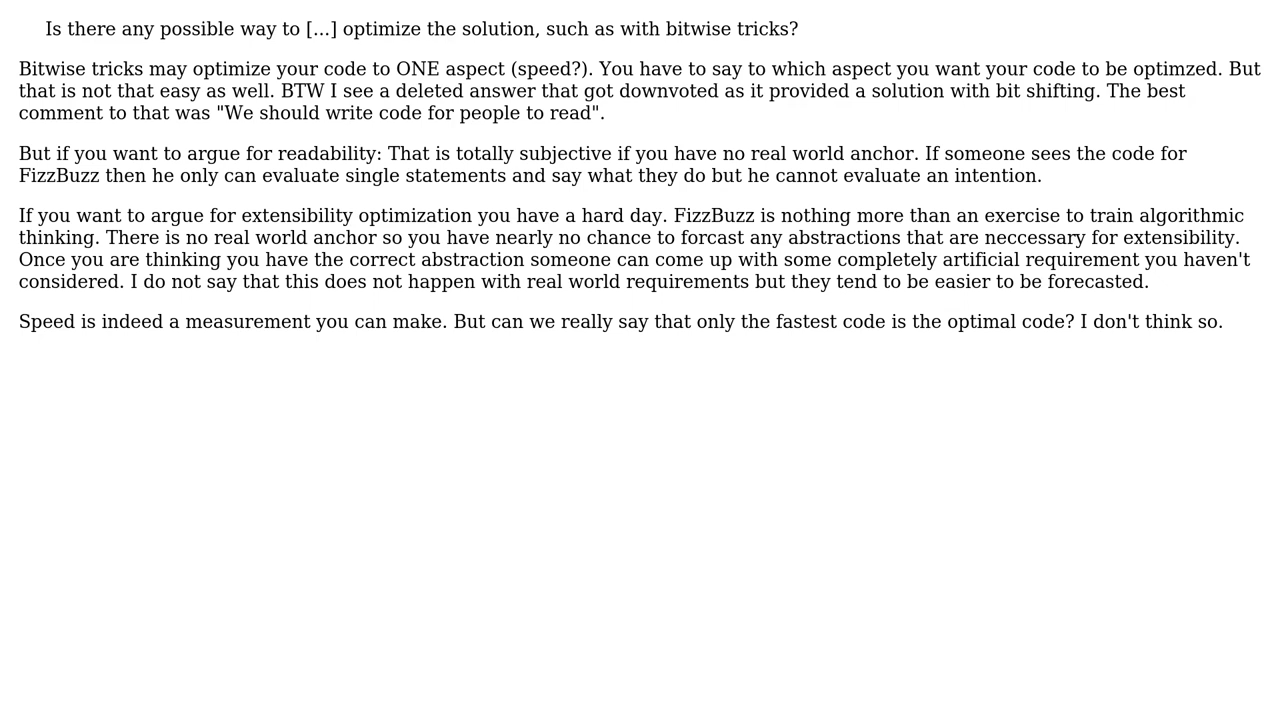 Is there any possible way to [...] optimize the solution, such as with bitwise tricks?
Bitwise tricks may optimize your code to ONE aspect (speed?). You have to say to which aspect you want your code to be optimzed. But
that is not that easy as well. BTW I see a deleted answer that got downvoted as it provided a solution with bit shifting. The best
comment to that was "We should write code for people to read".
But if you want to argue for readability: That is totally subjective if you have no real world anchor. If someone sees the code for
FizzBuzz then he only can evaluate single statements and say what they do but he cannot evaluate an intention.
If you want to argue for extensibility optimization you have a hard day. FizzBuzz is nothing more than an exercise to train algorithmic
thinking. There is no real world anchor so you have nearly no chance to forcast any abstractions that are neccessary for extensibility.
Once you are thinking you have the correct abstraction someone can come up with some completely artificial requirement you haven't
considered. I do not say that this does not happen with real world requirements but they tend to be easier to be forecasted.
Speed is indeed a measurement you can make. But can we really say that only the fastest code is the optimal code? I don't think so.